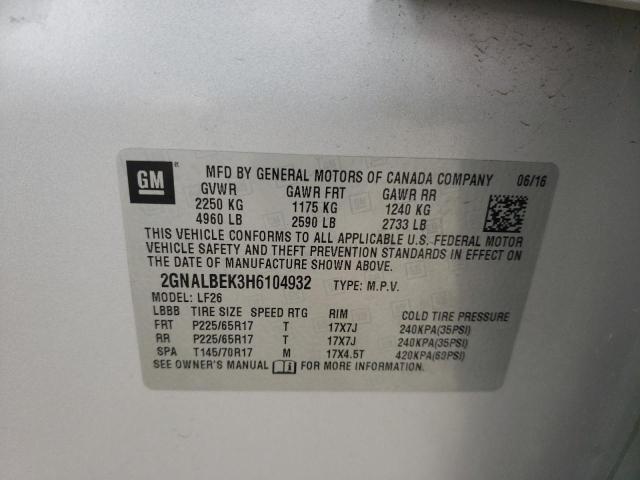 GM MFD BY GENERAL MOTORS OF CANADA COMPANY 06/16
GVWR GAWR FRT GAWR RR
2250 KG 1175 KG 1240 KG
4960 LB 2590 LB 2733 LB
THIS VEHICLE CONFORMS TO ALL APPLICABLE U.S. FEDERAL MOTOR
VEHICLE SAFETY AND THEFT PREVENTION STANDARDS IN EFFECT ON
THE DATE OF MANUFACTURE SHOWN ABOVE.
2GNALBEK3H6104932 TYPE: M.P.V.
MODEL: LF26
LBBB TIRE SIZE SPEED RTG RIM COLD TIRE PRESSURE
FRT P225/65R17 T 17X7J 240KPA(35PSI)
RR P225/65R17 T 17X7J 240KPA(35PSI)
SPA T145/70R17 M 17X4.5T 420KPA(60PSI)
SEE OWNER'S MANUAL FOR MORE INFORMATION.